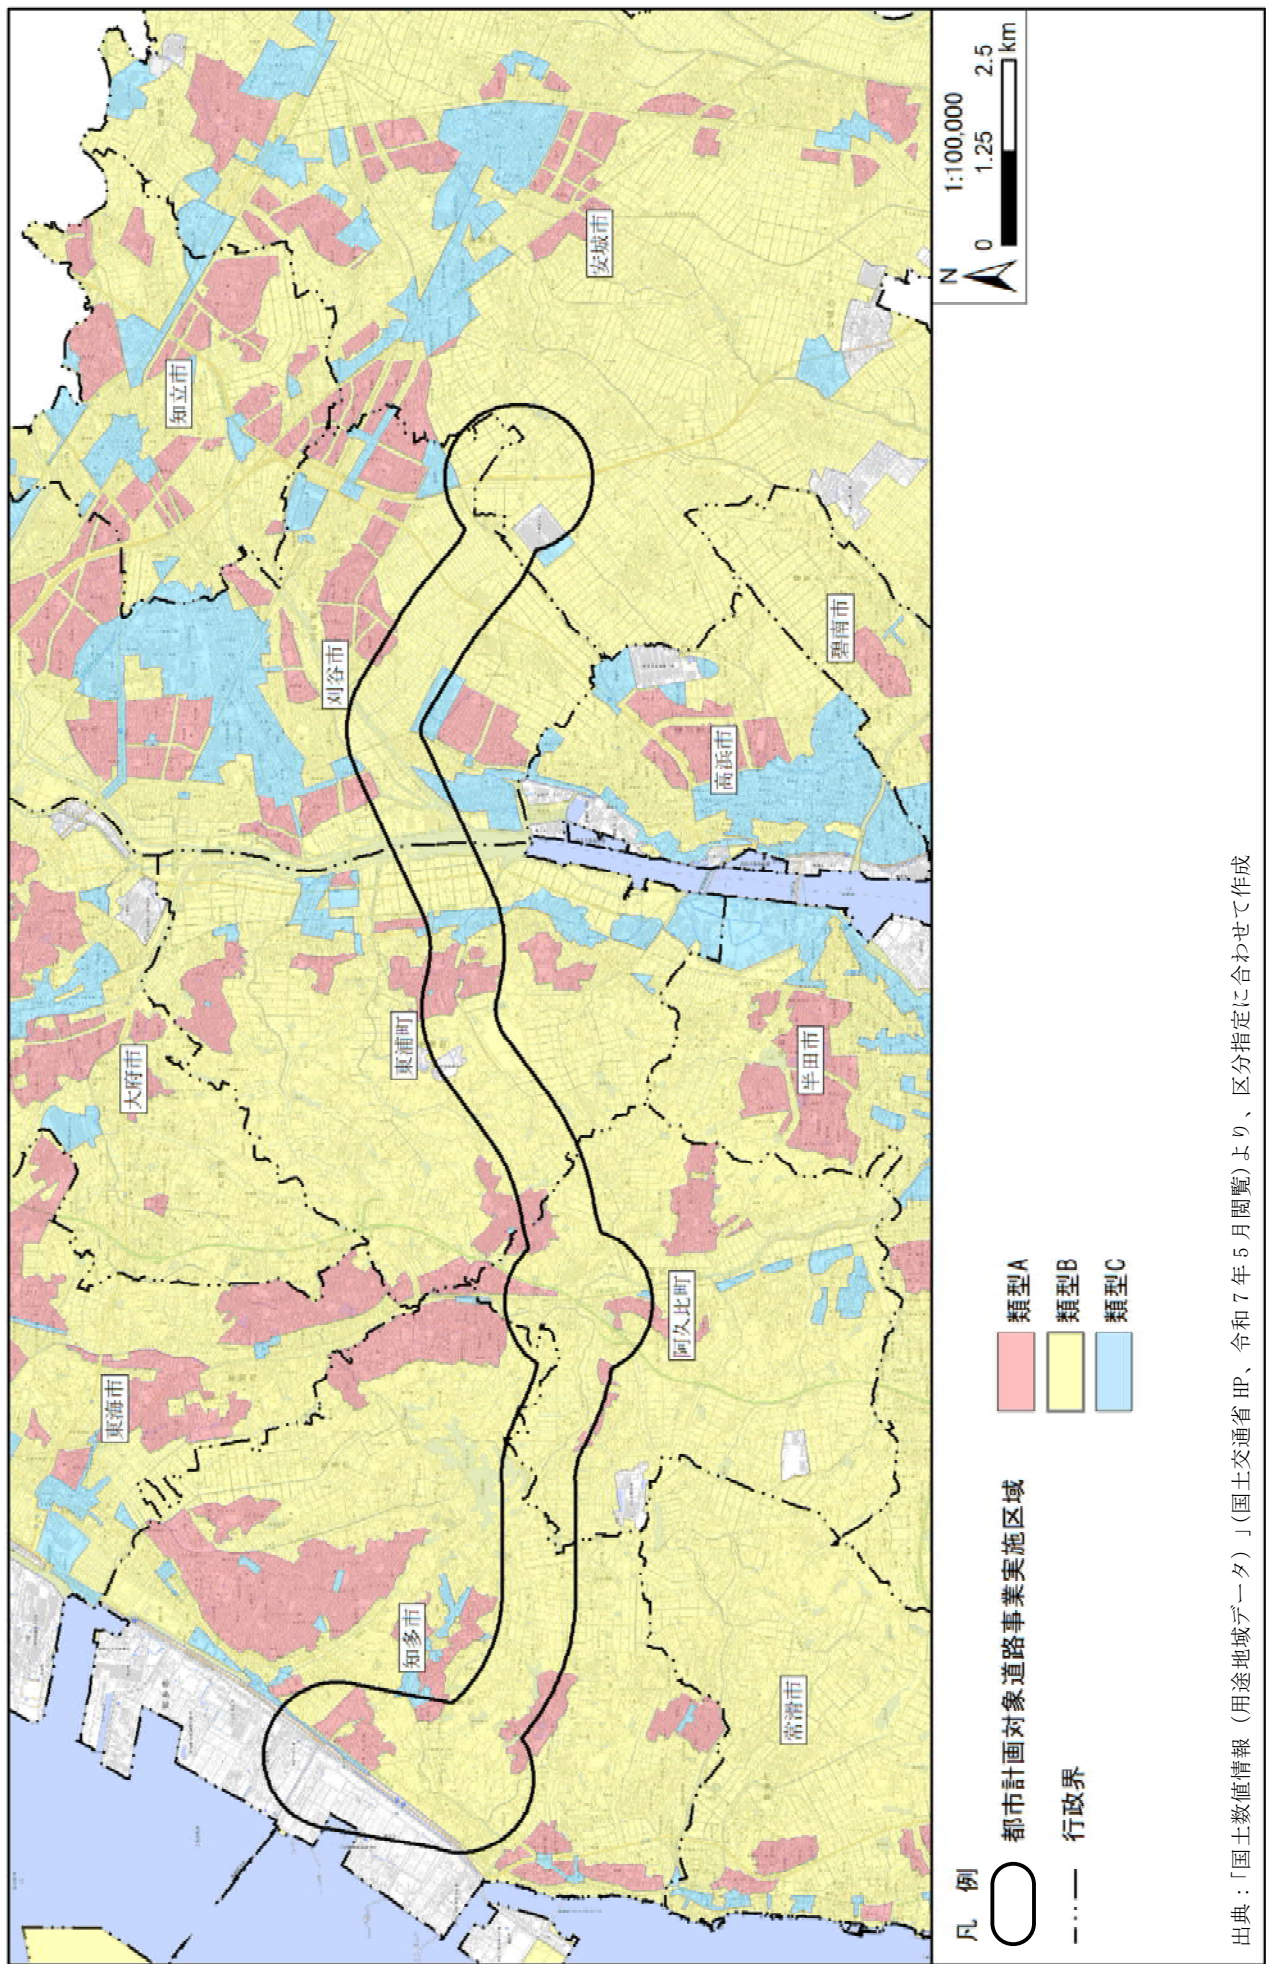 知立市
安城市
刈谷市
高浜市
碧南市
大府市
東浦町
半田市
東海市
阿久比町
知多市
常滑市
N
1:100,000
0 1.25 2.5
km
凡 例
都市計画対象道路事業実施区域
行政界
類型A
類型B
類型C
出典：「国土数値情報（用途地域データ）」（国土交通省 HP、令和７年５月閲覧）より、区分指定に合わせて作成